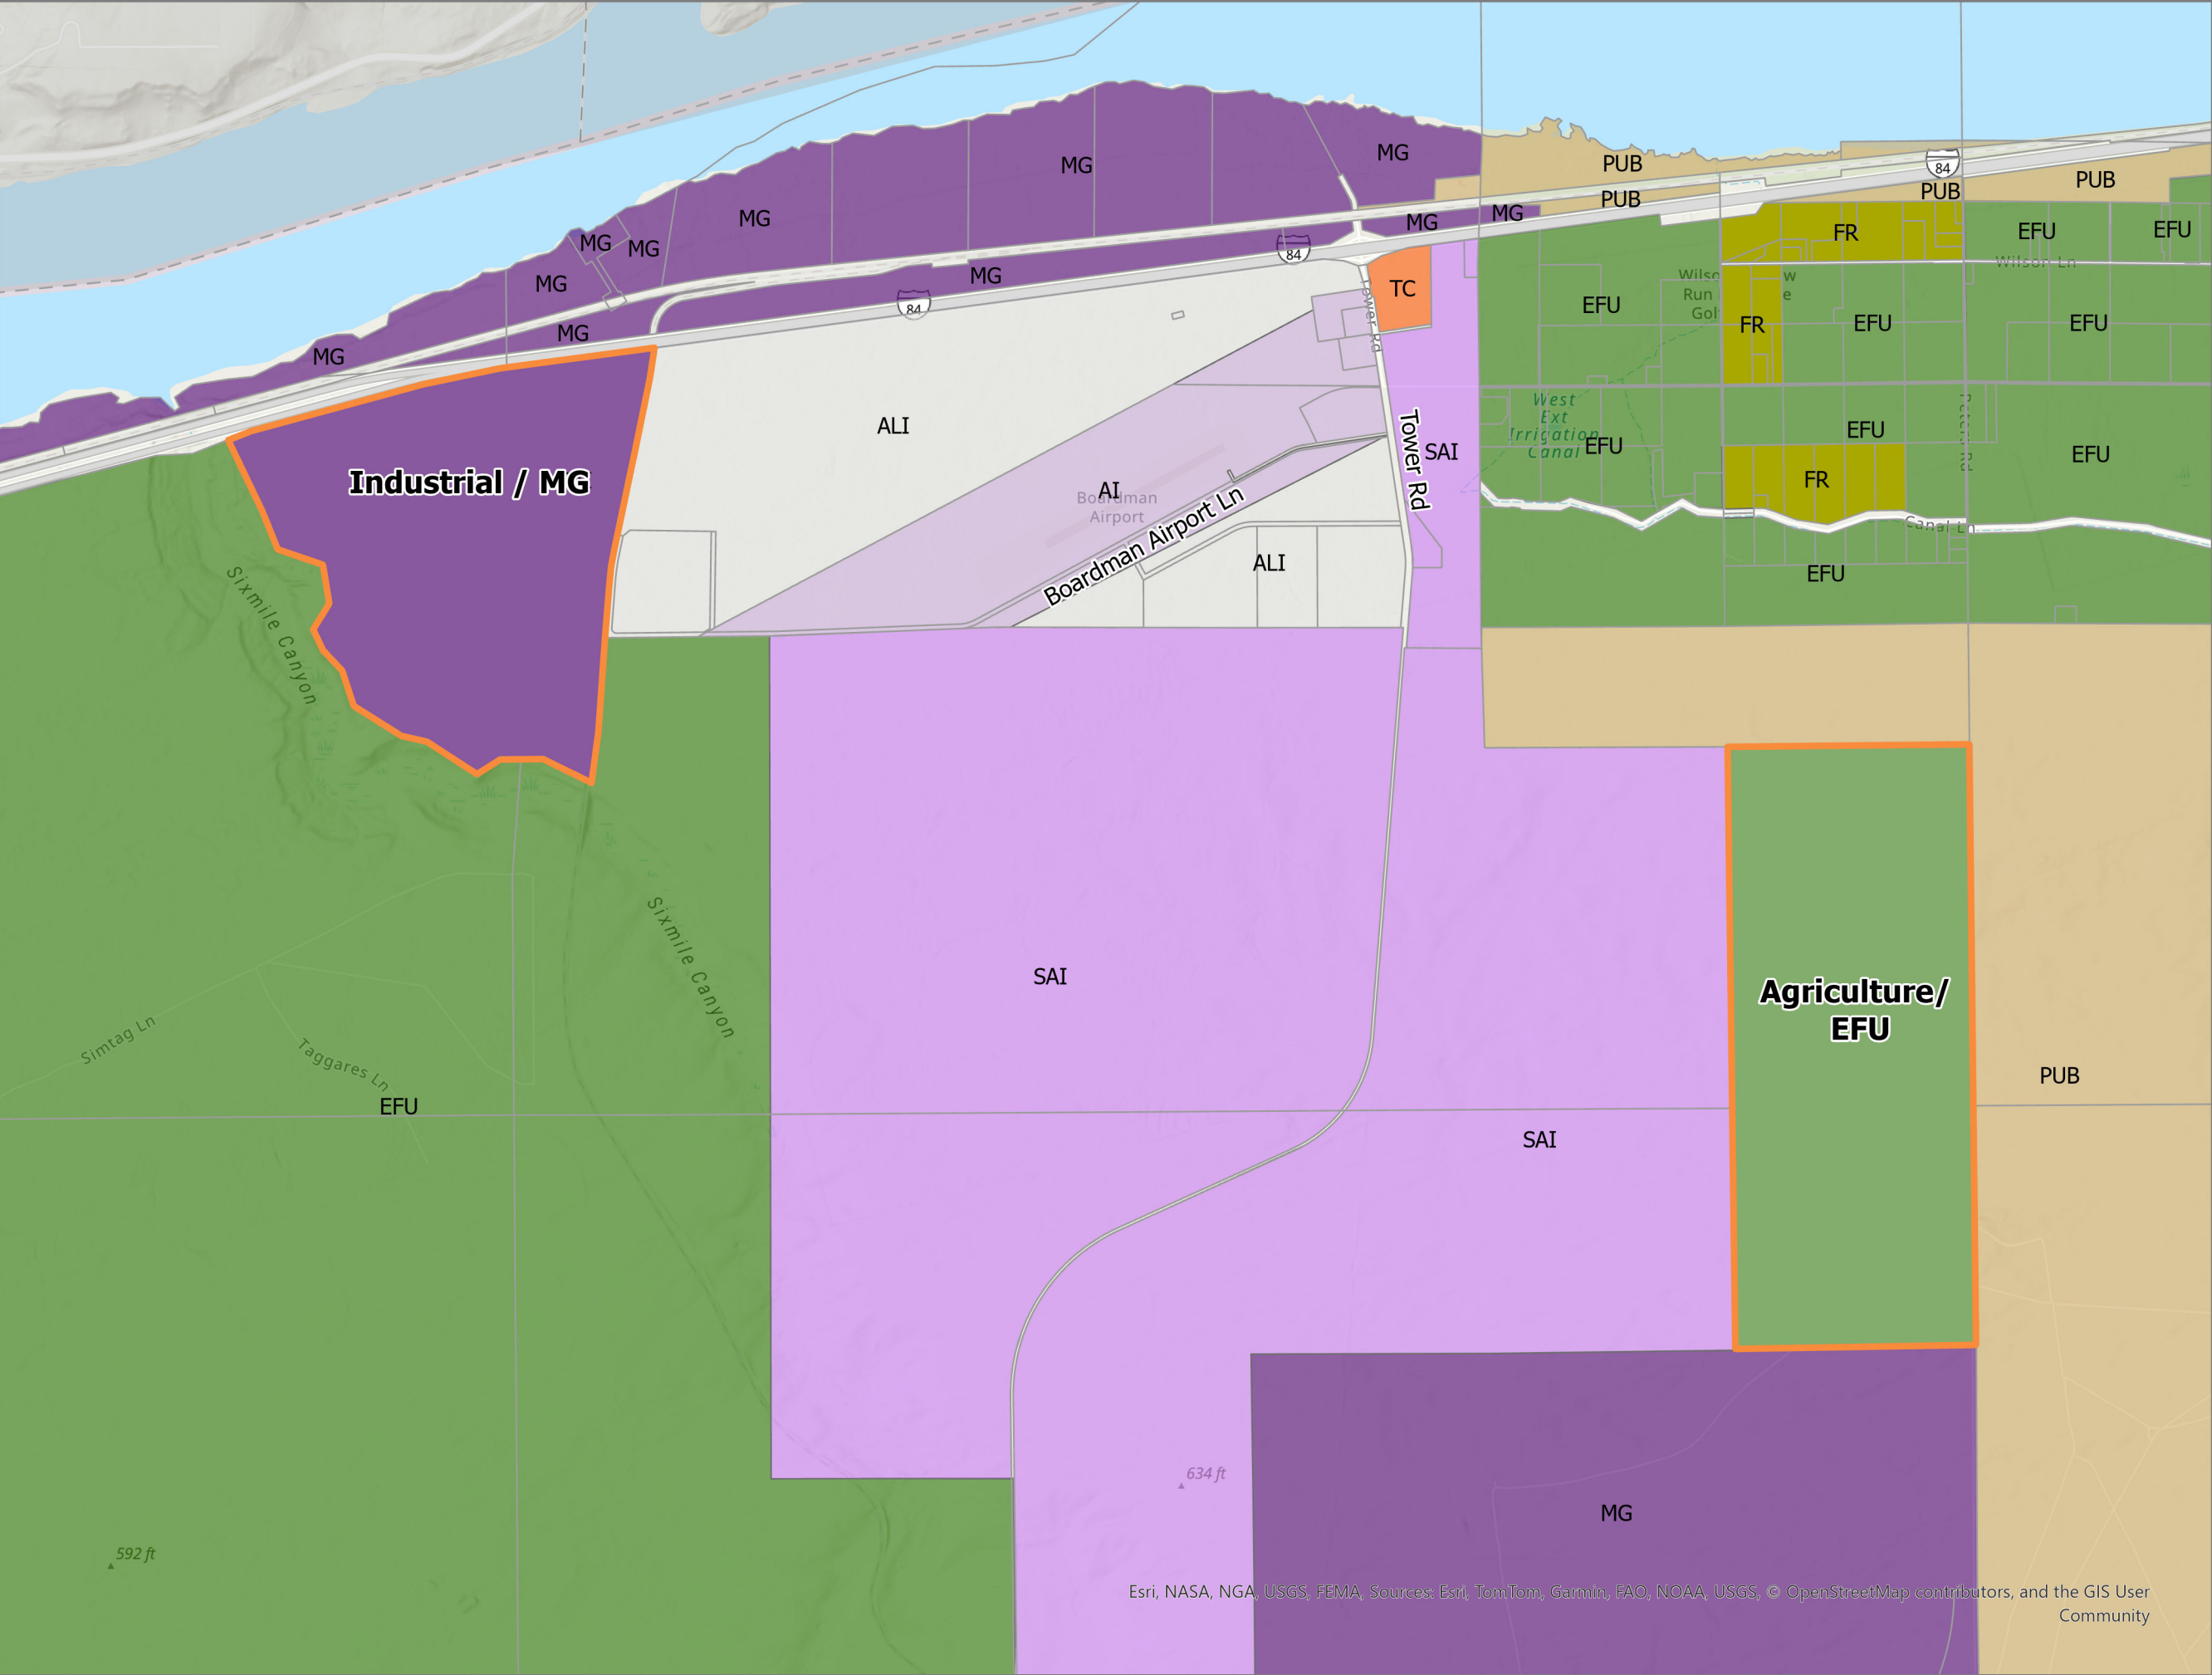 MG
MG
PUB
84
PUB
PUB
PUB
MG
MG
MG
MG
MG
EFU
EFU
FR
MG
84
Wilson Ln
MG
MG
TC
84
EFU
Tower Rd
FR
EFU
EFU
MG
MG
West
Ext
Irrigation
Canal
ALI
EFU
EFU
SAI
Tower Rd
EFU
Industrial / MG
AI
Boardman
Airport
FR
Boardman Airport Ln
Canal Ln
ALI
EFU
Sixmile Canyon
Sixmile Canyon
SAI
Agriculture/
EFU
Simtag Ln
Taggares Ln
PUB
EFU
SAI
634 ft
MG
592 ft
Esri, NASA, NGA, USGS, FEMA, Sources: Esri, TomTom, Garmin, FAO, NOAA, USGS, © OpenStreetMap contributors, and the GIS User
Community